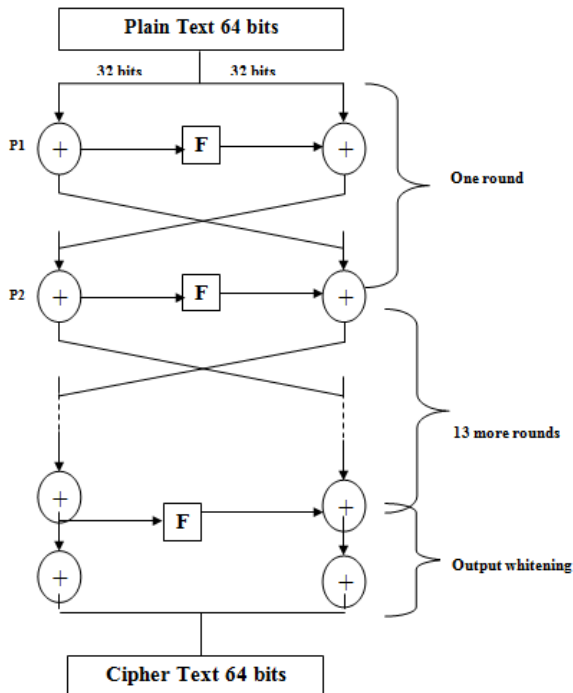 Plain Text 64 bits
32 bits 32 bits
P1
+
F
+
One round
P2
+
F
+
13 more rounds
+
F
+
+
+
Output whitening
Cipher Text 64 bits